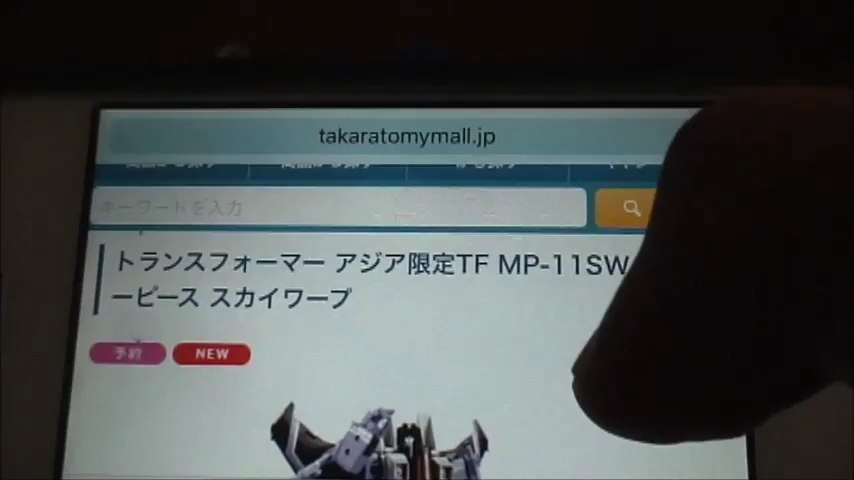 takaratomymall.jp
キーワードを入力
トランスフォーマー アジア限定TF MP-11SW
ーピース スカイワープ
予約 NEW